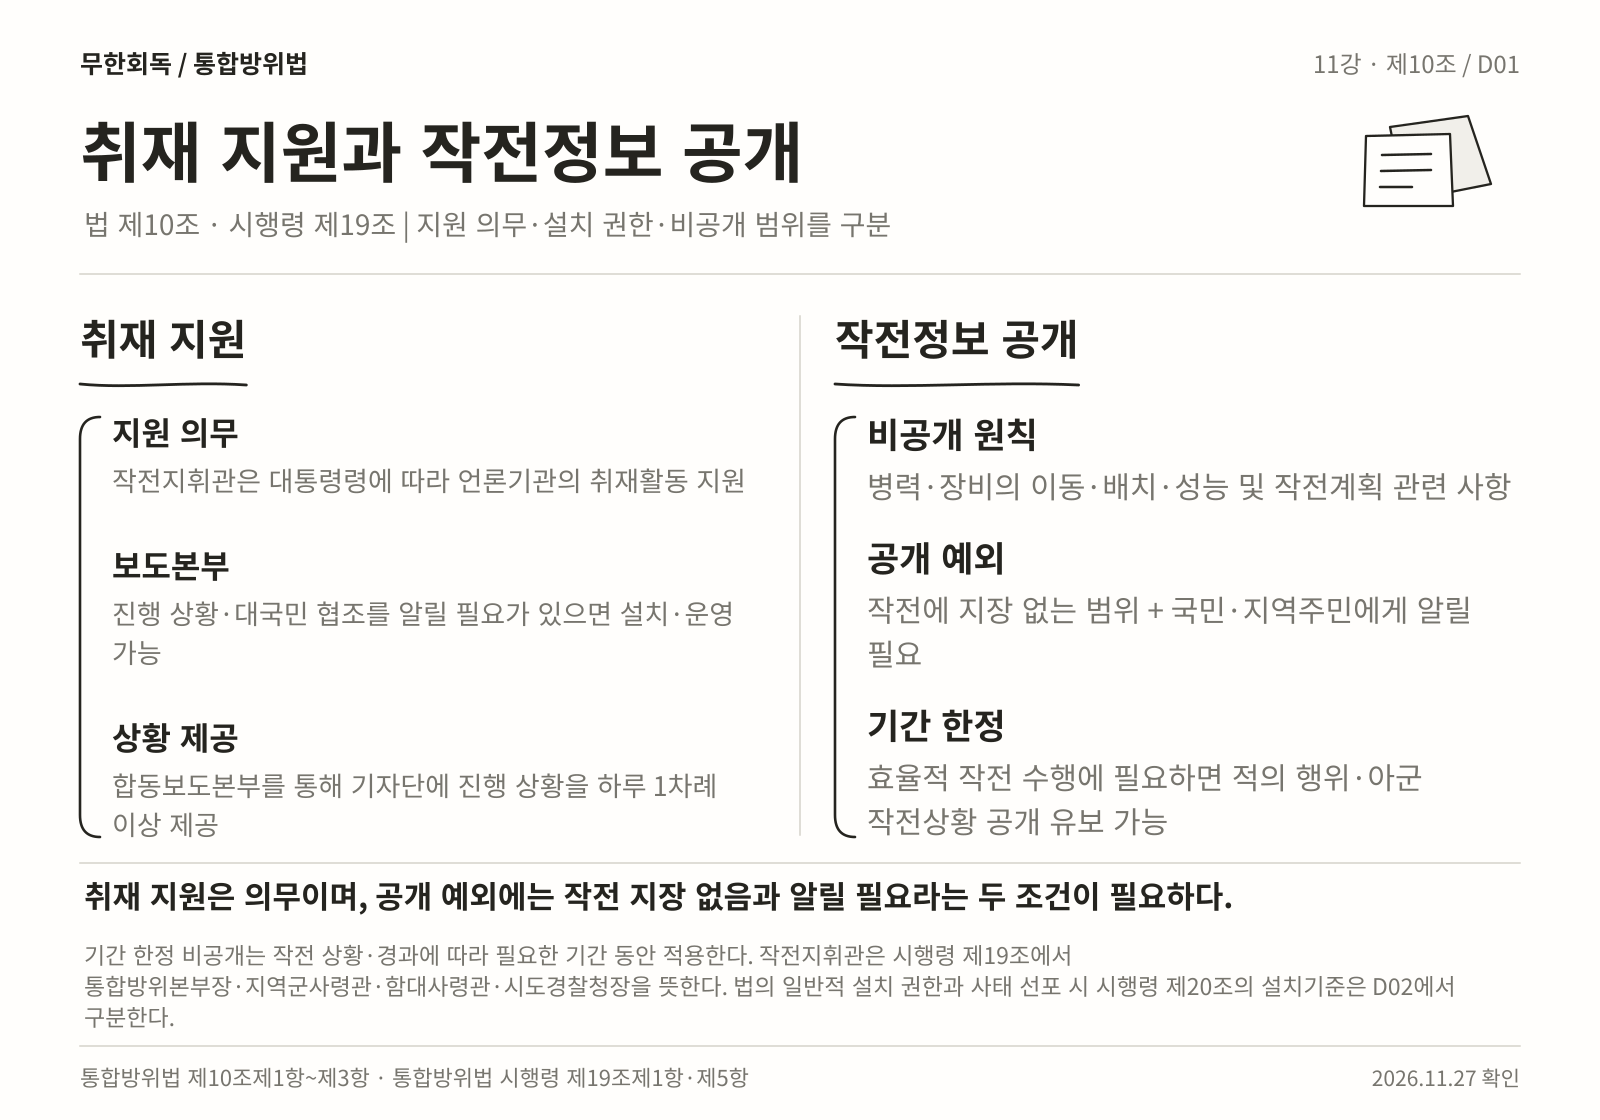 무한회독 / 통합방위법
11강 · 제10조 / D01
취재 지원과 작전정보 공개
법 제10조 · 시행령 제19조 | 지원 의무·설치 권한·비공개 범위를 구분
취재 지원
지원 의무
작전지휘관은 대통령령에 따라 언론기관의 취재활동 지원
보도본부
진행 상황·대국민 협조를 알릴 필요가 있으면 설치·운영
가능
상황 제공
합동보도본부를 통해 기자단에 진행 상황을 하루 1차례
이상 제공
작전정보 공개
비공개 원칙
병력·장비의 이동·배치·성능 및 작전계획 관련 사항
공개 예외
작전에 지장 없는 범위 + 국민·지역주민에게 알릴
필요
기간 한정
효율적 작전 수행에 필요하면 적의 행위·아군
작전상황 공개 유보 가능
취재 지원은 의무이며, 공개 예외에는 작전 지장 없음과 알릴 필요라는 두 조건이 필요하다.
기간 한정 비공개는 작전 상황·경과에 따라 필요한 기간 동안 적용한다. 작전지휘관은 시행령 제19조에서
통합방위본부장·지역군사령관·함대사령관·시도경찰청장을 뜻한다. 법의 일반적 설치 권한과 사태 선포 시 시행령 제20조의 설치기준은 D02에서
구분한다.
통합방위법 제10조제1항~제3항 · 통합방위법 시행령 제19조제1항·제5항
2026.11.27 확인